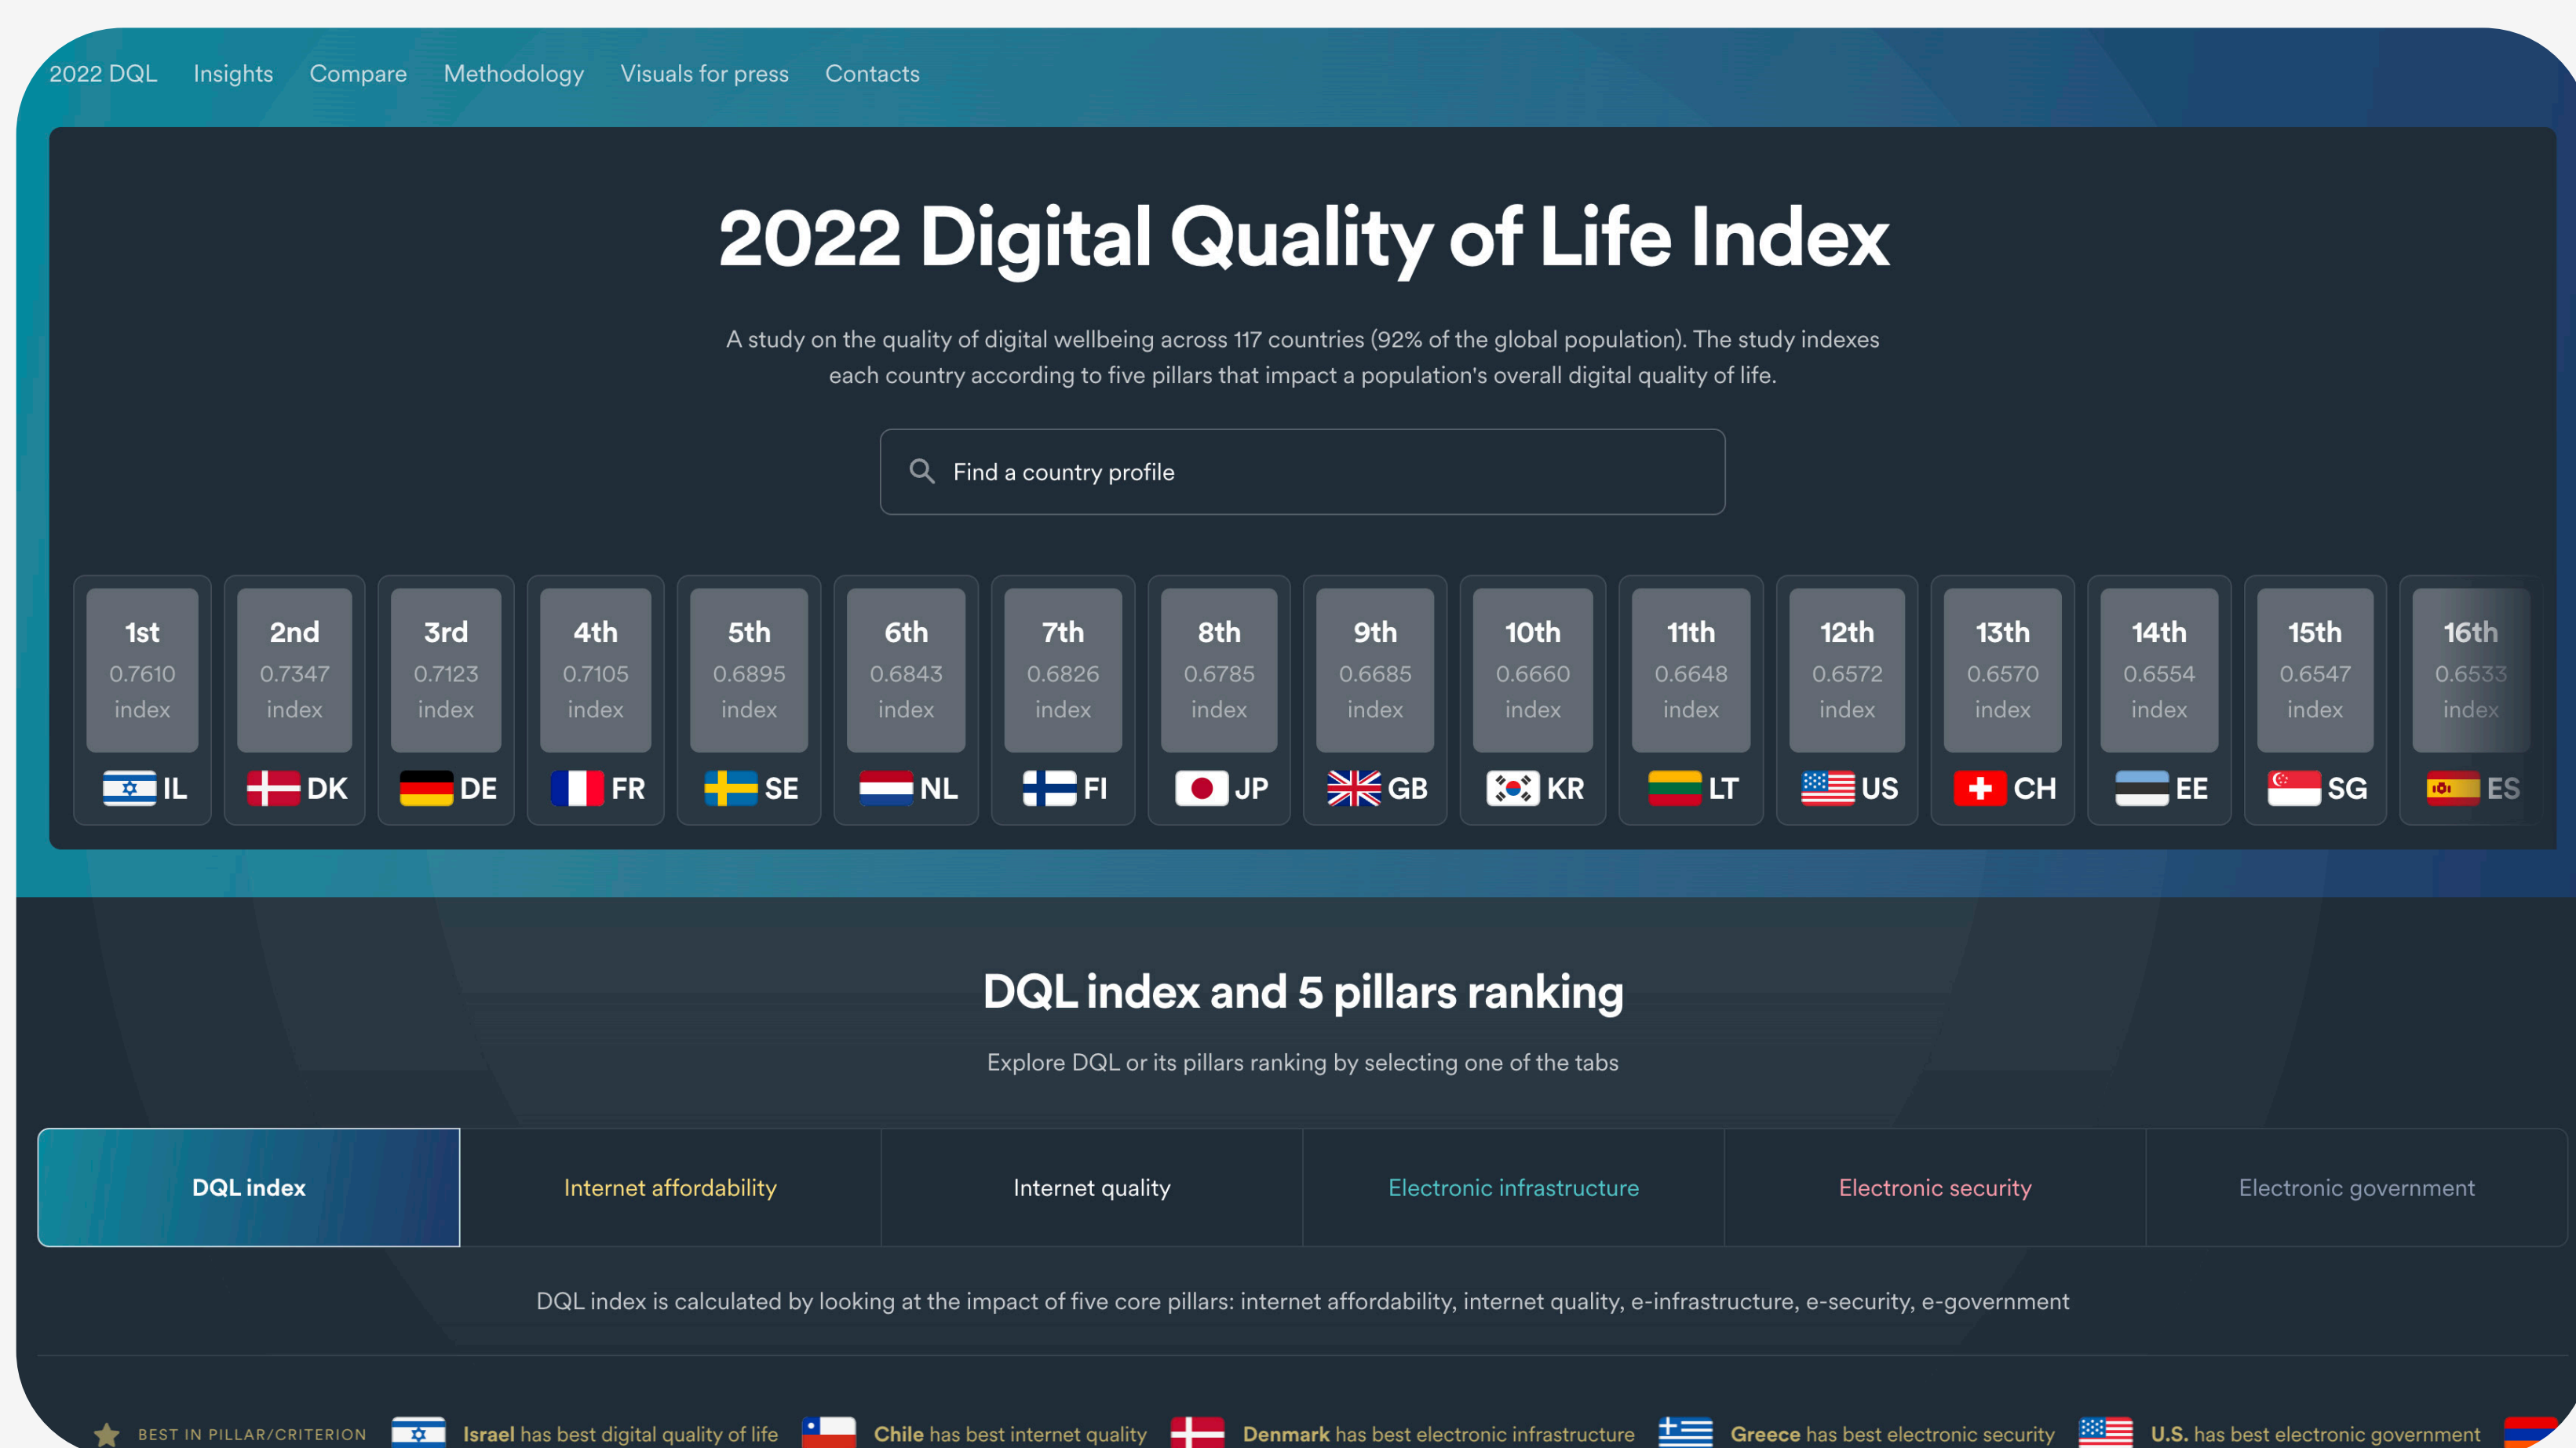 2022 DQL Insights Compare Methodology Visuals for press Contacts
2022 Digital Quality of Life Index
A study on the quality of digital wellbeing across 117 countries (92% of the global population). The study indexes
each country according to five pillars that impact a population's overall digital quality of life.
Find a country profile
1st 2nd 3rd 4th 5th 6th 7th 8th 9th 10th 11th 12th 13th 14th 15th 16th
0.7610 0.7347 0.7123 0.7105 0.6895 0.6843 0.6826 0.6785 0.6685 0.6660 0.6648 0.6572 0.6570 0.6554 0.6547 0.6533
index index index index index index index index index index index index index index index index
IL DK DE FR SE NL FI JP GB KR LT US CH EE SG ES
DQL index and 5 pillars ranking
Explore DQL or its pillars ranking by selecting one of the tabs
DQL index Internet affordability Internet quality Electronic infrastructure Electronic security Electronic government
DQL index is calculated by looking at the impact of five core pillars: internet affordability, internet quality, e-infrastructure, e-security, e-government
BEST IN PILLAR/CRITERION Israel has best digital quality of life Chile has best internet quality Denmark has best electronic infrastructure Greece has best electronic security U.S. has best electronic government